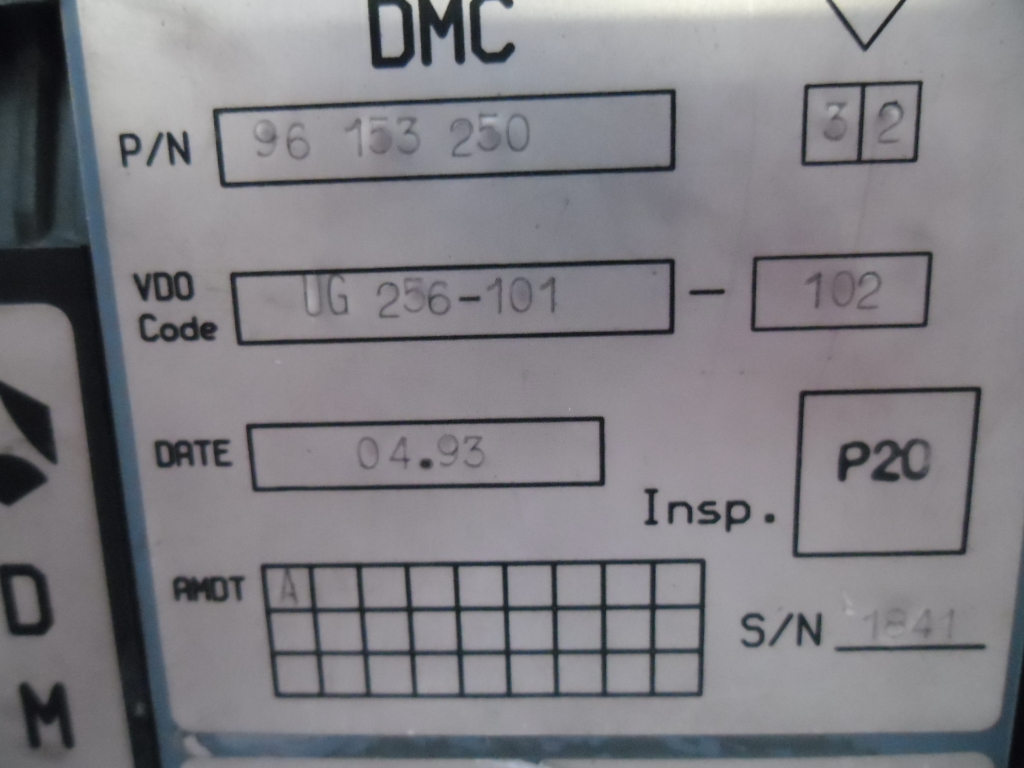 DMC
P/N 96 153 250 3 2
VDO Code UG 256-101 - 102
DATE 04.93
Insp. P20
AMDT A
S/N 1841
D
M